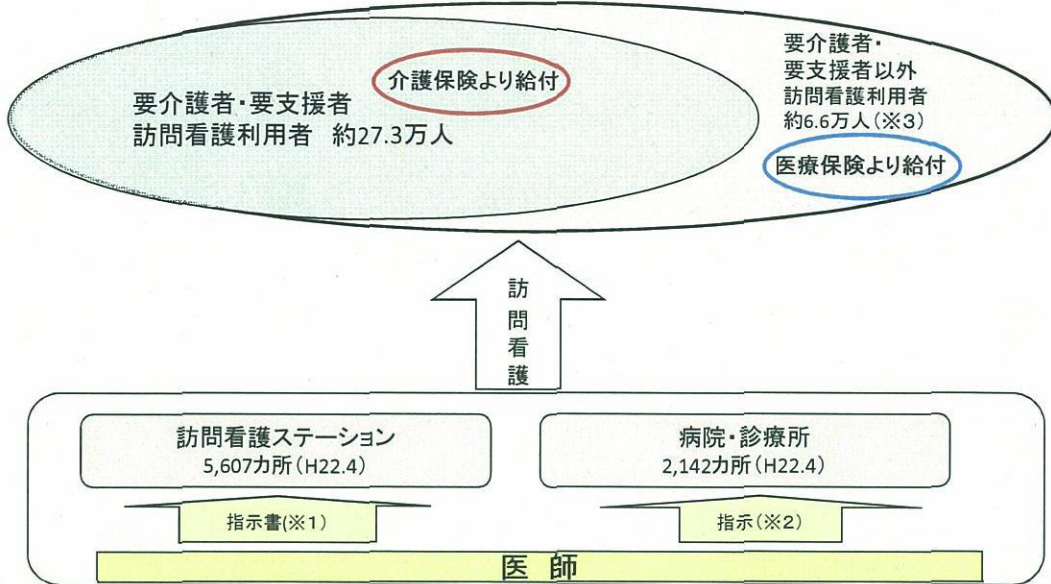 介護保険より給付
要介護者・要支援者
訪問看護利用者 約27.3万人
要介護者・
要支援者以外
訪問看護利用者
約6.6万人(※3)
医療保険より給付
訪
問
看
護
訪問看護ステーション
5,607カ所(H22.4)
病院・診療所
2,142カ所(H22.4)
指示書(※1)
指示(※2)
医 師